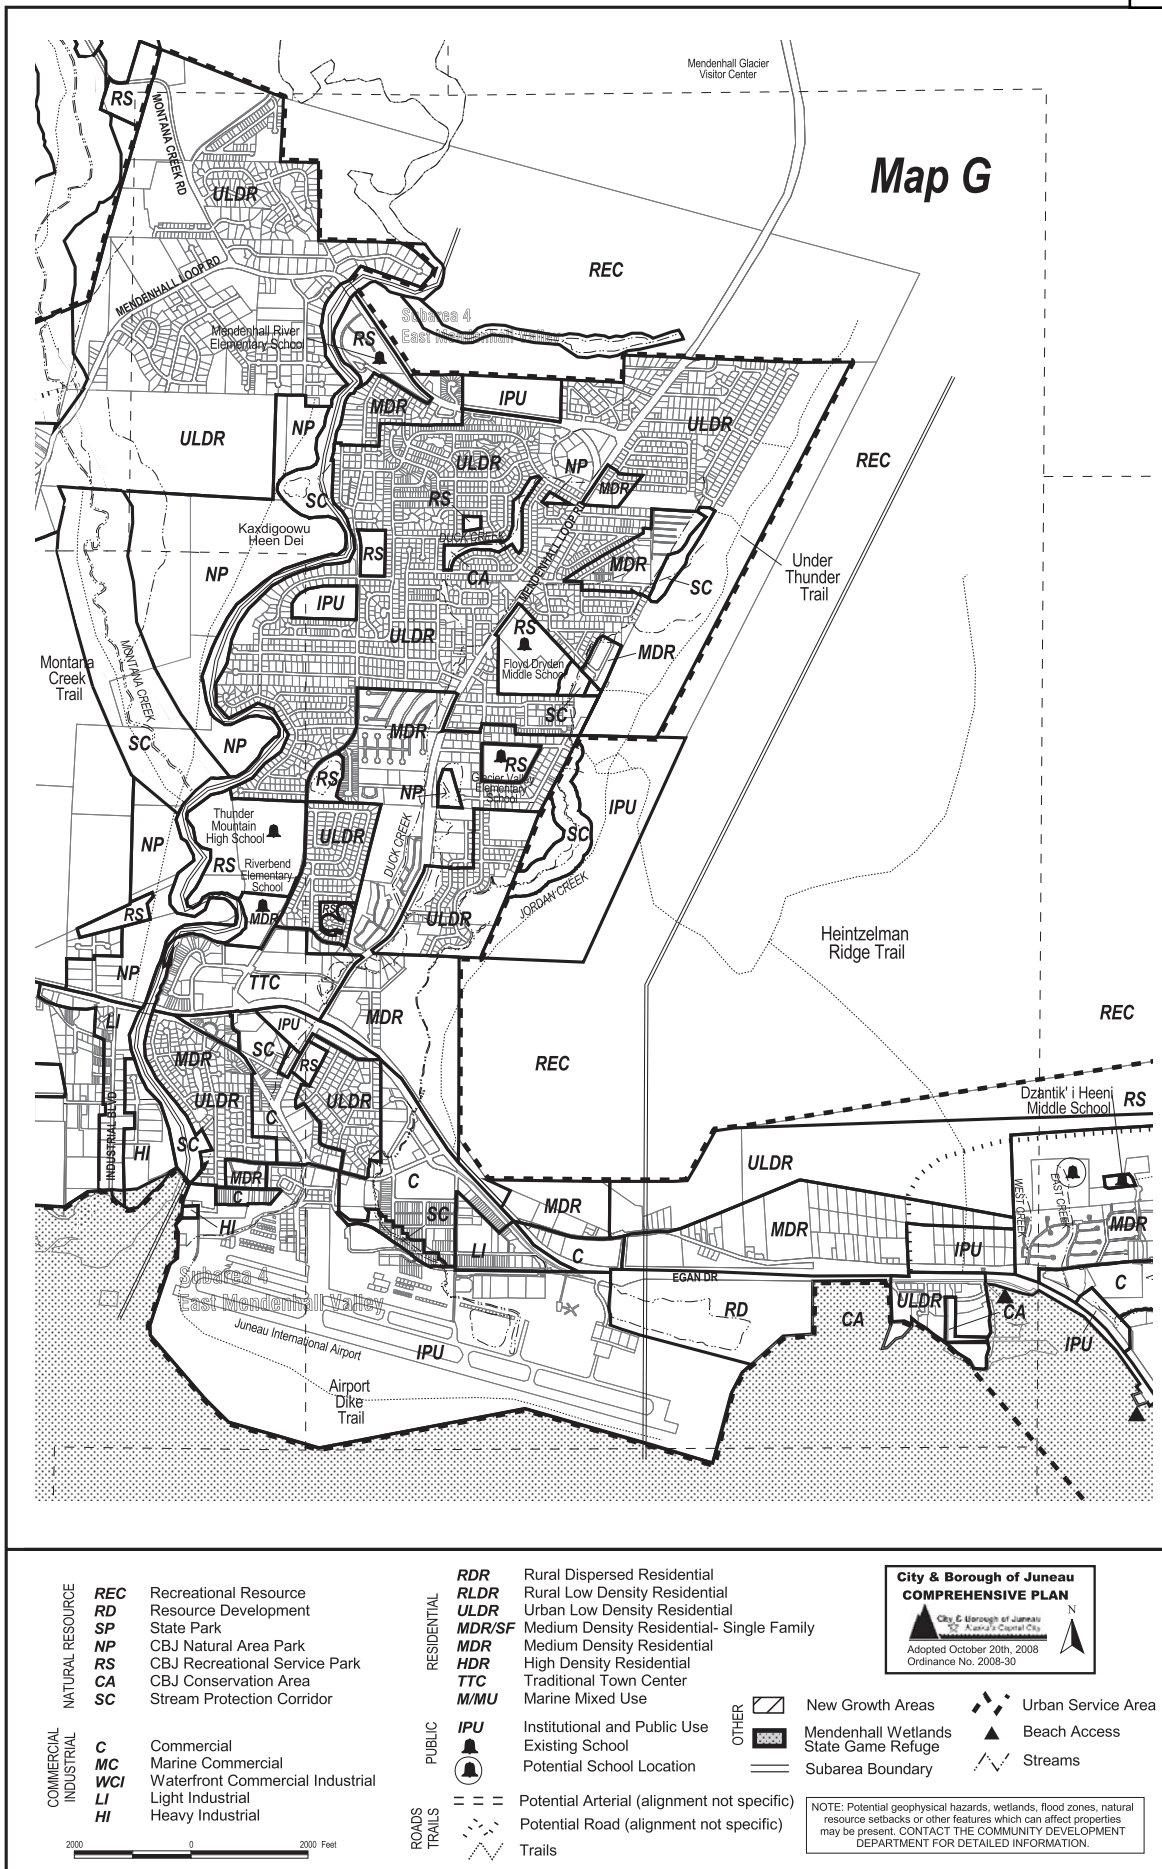 Mendenhall Glacier
Visitor Center
Map G
RS
MONTANA CREEK RD
ULDR
MENDENHALL LOOP RD
REC
Subarea 4
East Mendenhall Valley
Mendenhall River
Elementary School
RS
MDR
IPU
ULDR
NP
ULDR
ULDR
NP
REC
RS
MDR
SC
DUCK CREEK
Kaxdigoowu
Heen Dei
RS
NP
CA
MENDENHALL LOOP RD
MDR
SC
Under
Thunder
Trail
IPU
RS
ULDR
MDR
Floyd Dryden
Middle School
Montana
Creek
Trail
MONTANA CREEK
SC
NP
MDR
SC
RS
RS
Glacier Valley
Elementary
School
NP
IPU
Thunder
Mountain
High School
ULDR
SC
NP
DUCK CREEK
RS
Riverbend
Elementary
School
JORDAN CREEK
RS
MDR
RS
ULDR
Heintzelman
Ridge Trail
NP
TTC
REC
LI
IPU
MDR
SC
MDR
RS
REC
ULDR
ULDR
C
Dzantik' i Heeni
Middle School
RS
INDUSTRIAL BLVD
HI
SC
ULDR
MDR
C
C
WEST CREEK
EAST CREEK
MDR
SC
MDR
MDR
HI
LI
C
IPU
EGAN DR
C
Subarea 4
East Mendenhall Valley
RD
CA
ULDR
CA
IPU
Juneau International Airport
IPU
Airport
Dike
Trail
NATURAL RESOURCE
REC Recreational Resource
RD Resource Development
SP State Park
NP CBJ Natural Area Park
RS CBJ Recreational Service Park
CA CBJ Conservation Area
SC Stream Protection Corridor
COMMERCIAL
INDUSTRIAL
C Commercial
MC Marine Commercial
WCI Waterfront Commercial Industrial
LI Light Industrial
HI Heavy Industrial
2000 0 2000 Feet
RESIDENTIAL
RDR Rural Dispersed Residential
RLDR Rural Low Density Residential
ULDR Urban Low Density Residential
MDR/SF Medium Density Residential- Single Family
MDR Medium Density Residential
HDR High Density Residential
TTC Traditional Town Center
M/MU Marine Mixed Use
PUBLIC
IPU Institutional and Public Use
Existing School
Potential School Location
ROADS
TRAILS
Potential Arterial (alignment not specific)
Potential Road (alignment not specific)
Trails
City & Borough of Juneau
COMPREHENSIVE PLAN
City & Borough of Juneau
Alaska's Capital City
Adopted October 20th, 2008
Ordinance No. 2008-30
N
OTHER
New Growth Areas
Mendenhall Wetlands
State Game Refuge
Subarea Boundary
Urban Service Area
Beach Access
Streams
NOTE: Potential geophysical hazards, wetlands, flood zones, natural
resource setbacks or other features which can affect properties
may be present. CONTACT THE COMMUNITY DEVELOPMENT
DEPARTMENT FOR DETAILED INFORMATION.